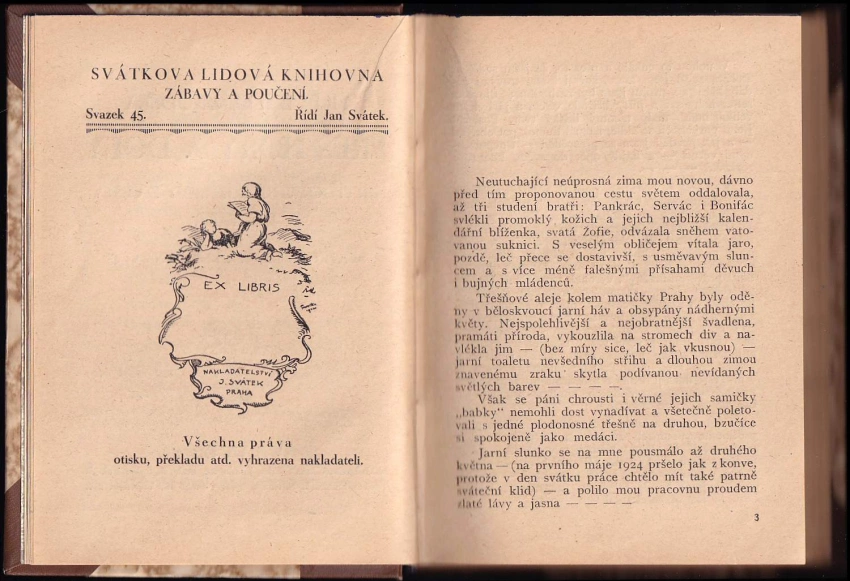 SVÁTKOVA LIDOVÁ KNIHOVNA
ZÁBAVY A POUČENÍ.
Svazek 45. Řídí Jan Svátek.
EX LIBRIS
NAKLADATELSTVÍ
J. SVÁTEK
PRAHA
Všechna práva
otisku, překladu atd. vyhrazena nakladateli.
Neutuchající neúprosná zima mou novou, dávno
před tím proponovanou cestu světem oddalovala,
až tři studení bratři: Pankrác, Servác i Bonifác
svlékli promoklý kožich a jejich nejbližší kalen-
dářní blíženka, svatá Žofie, odvázala sněhem vato-
vanou suknici. S veselým obličejem vítala jaro,
pozdě, leč přece se dostavivší, s usměvavým slun-
cem a s více méně falešnými přísahami děvuch
i bujných mládenců.
Třešňové aleje kolem matičky Prahy byly odě-
ny v běloskvoucí jarní háv a obsypány nádhernými
květy. Nejspolehlivější a nejobratnější švadlena,
pramáti příroda, vykouzlila na stromech div a na-
vlékla jim — (bez míry sice, leč jak vkusnou) —
jarní toaletu nevšedního střihu a dlouhou zimou
znavenému zraku skytla podívanou nevídaných
světlých barev — — — —.
Však se páni chrousti i věrné jejich samičky
„babky“ nemohli dost vynadívat a všetečně poleto-
vali s jedné plodonosné třešně na druhou, bzučíce
si spokojeně jako medáci.
Jarní slunko se na mne pousmálo až druhého
května — (na prvního máje 1924 pršelo jak z konve,
protože v den svátku práce chtělo mít také patrně
sváteční klid) — a polilo mou pracovnu proudem
zlaté lávy a jasna — — — —
3